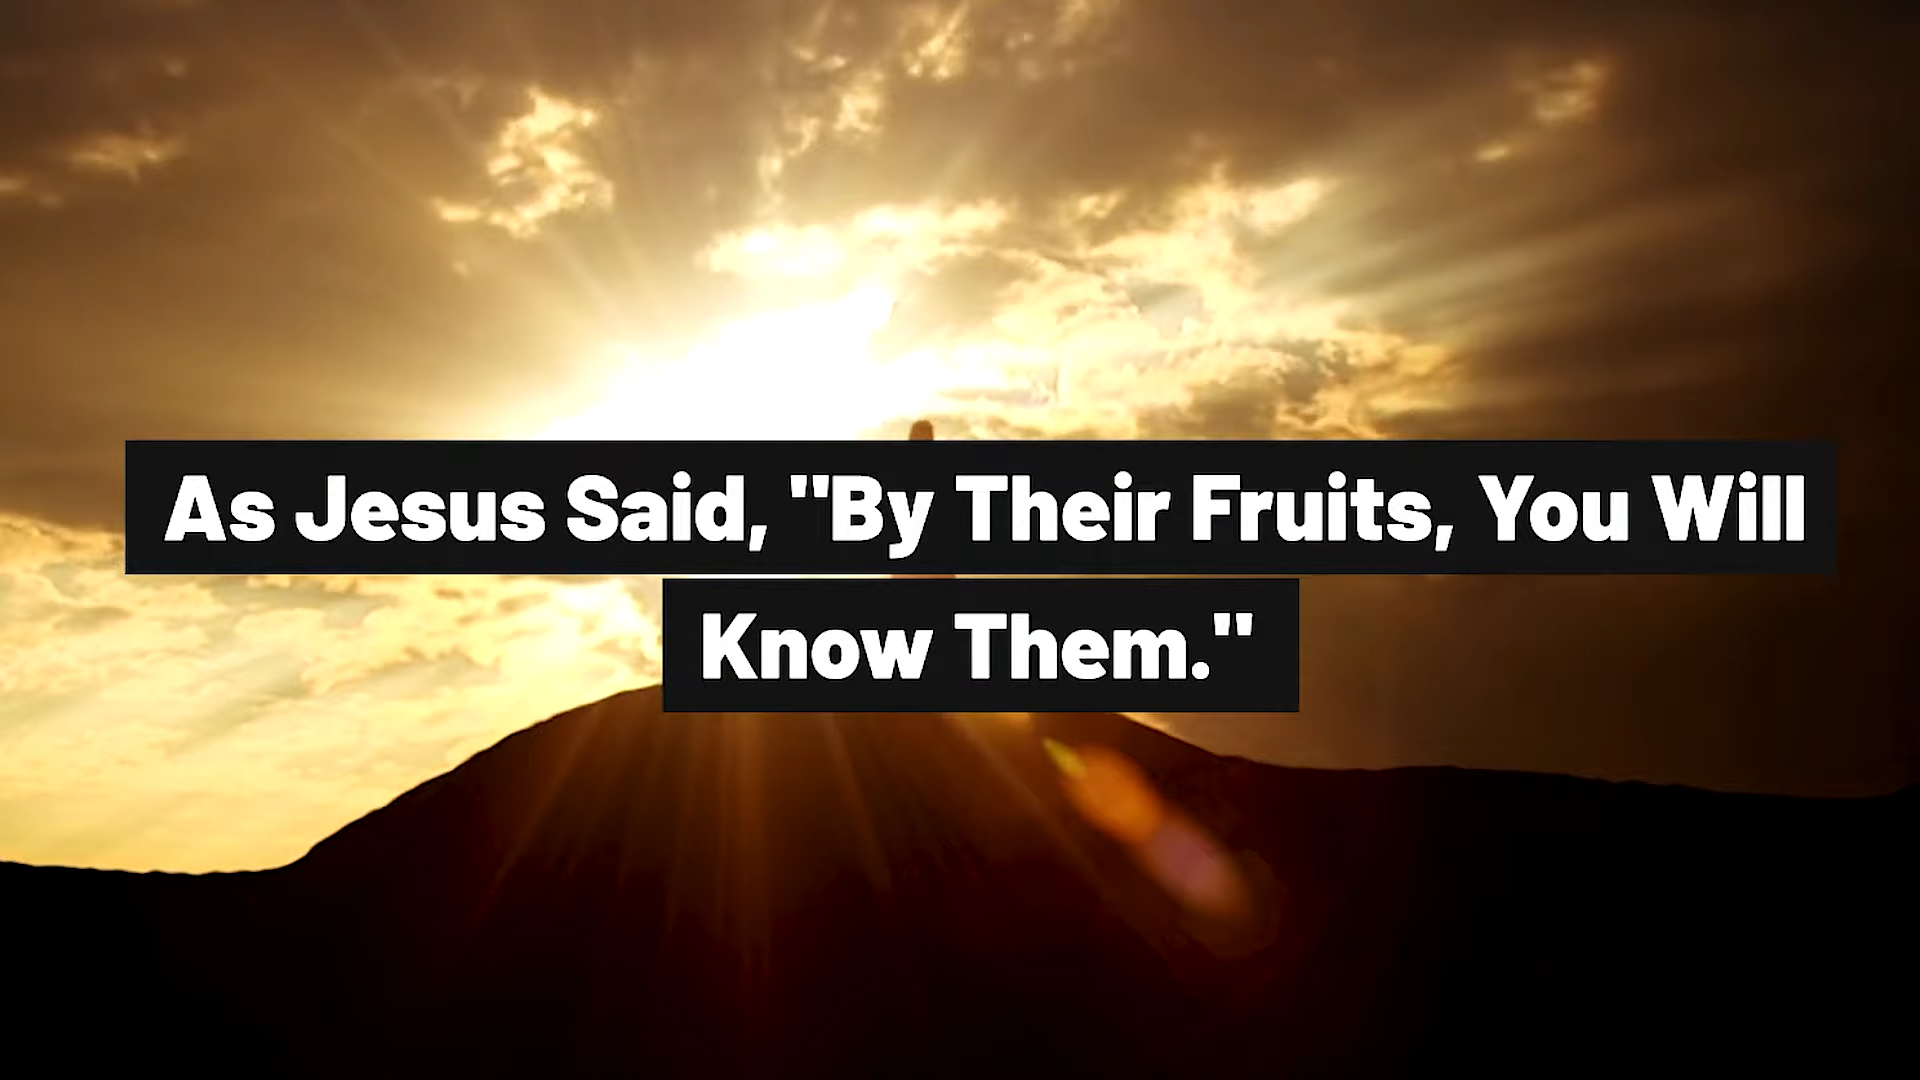 As Jesus Said, "By Their Fruits, You Will
Know Them."